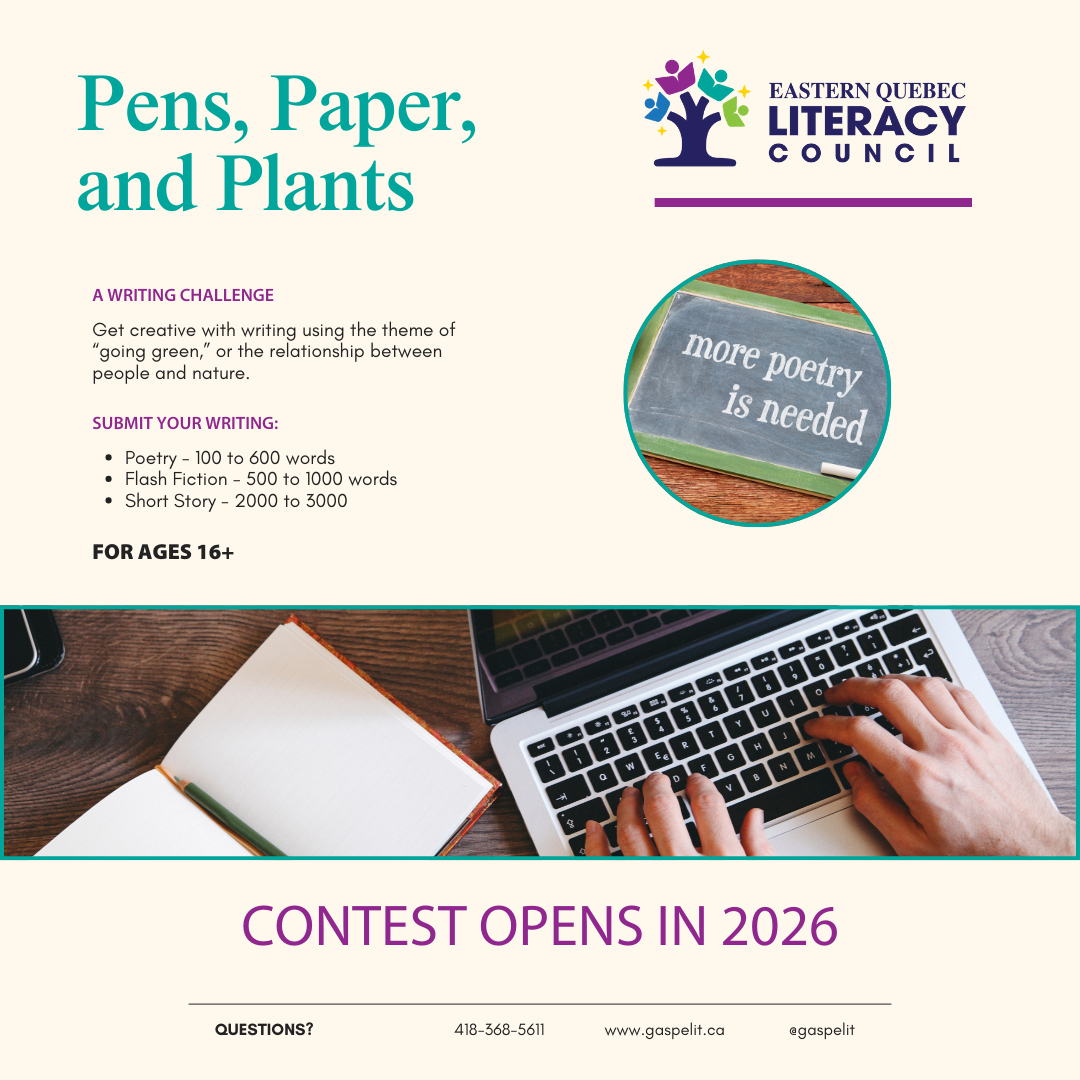 Pens, Paper,
and Plants
EASTERN QUEBEC
LITERACY
COUNCIL
A WRITING CHALLENGE
Get creative with writing using the theme of
“going green,” or the relationship between
people and nature.
SUBMIT YOUR WRITING:
• Poetry - 100 to 600 words
• Flash Fiction - 500 to 1000 words
• Short Story - 2000 to 3000
FOR AGES 16+
more poetry
is needed
CONTEST OPENS IN 2026
QUESTIONS? 418-368-5611 www.gaspelit.ca @gaspelit